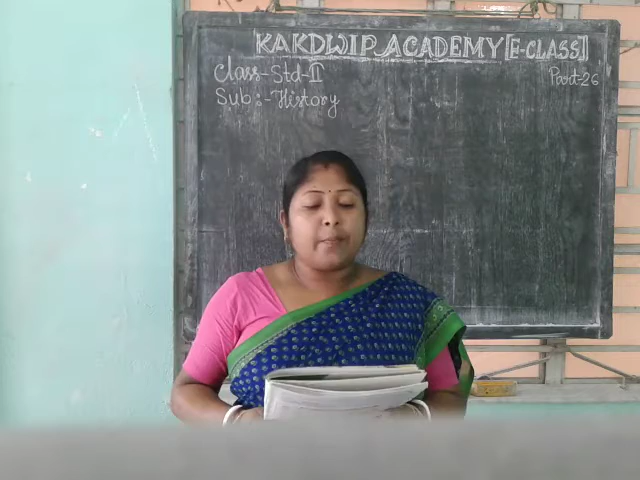 KAKDWIP ACADEMY [E-CLASS]
Class-Std-II
Part-26
Sub:-History